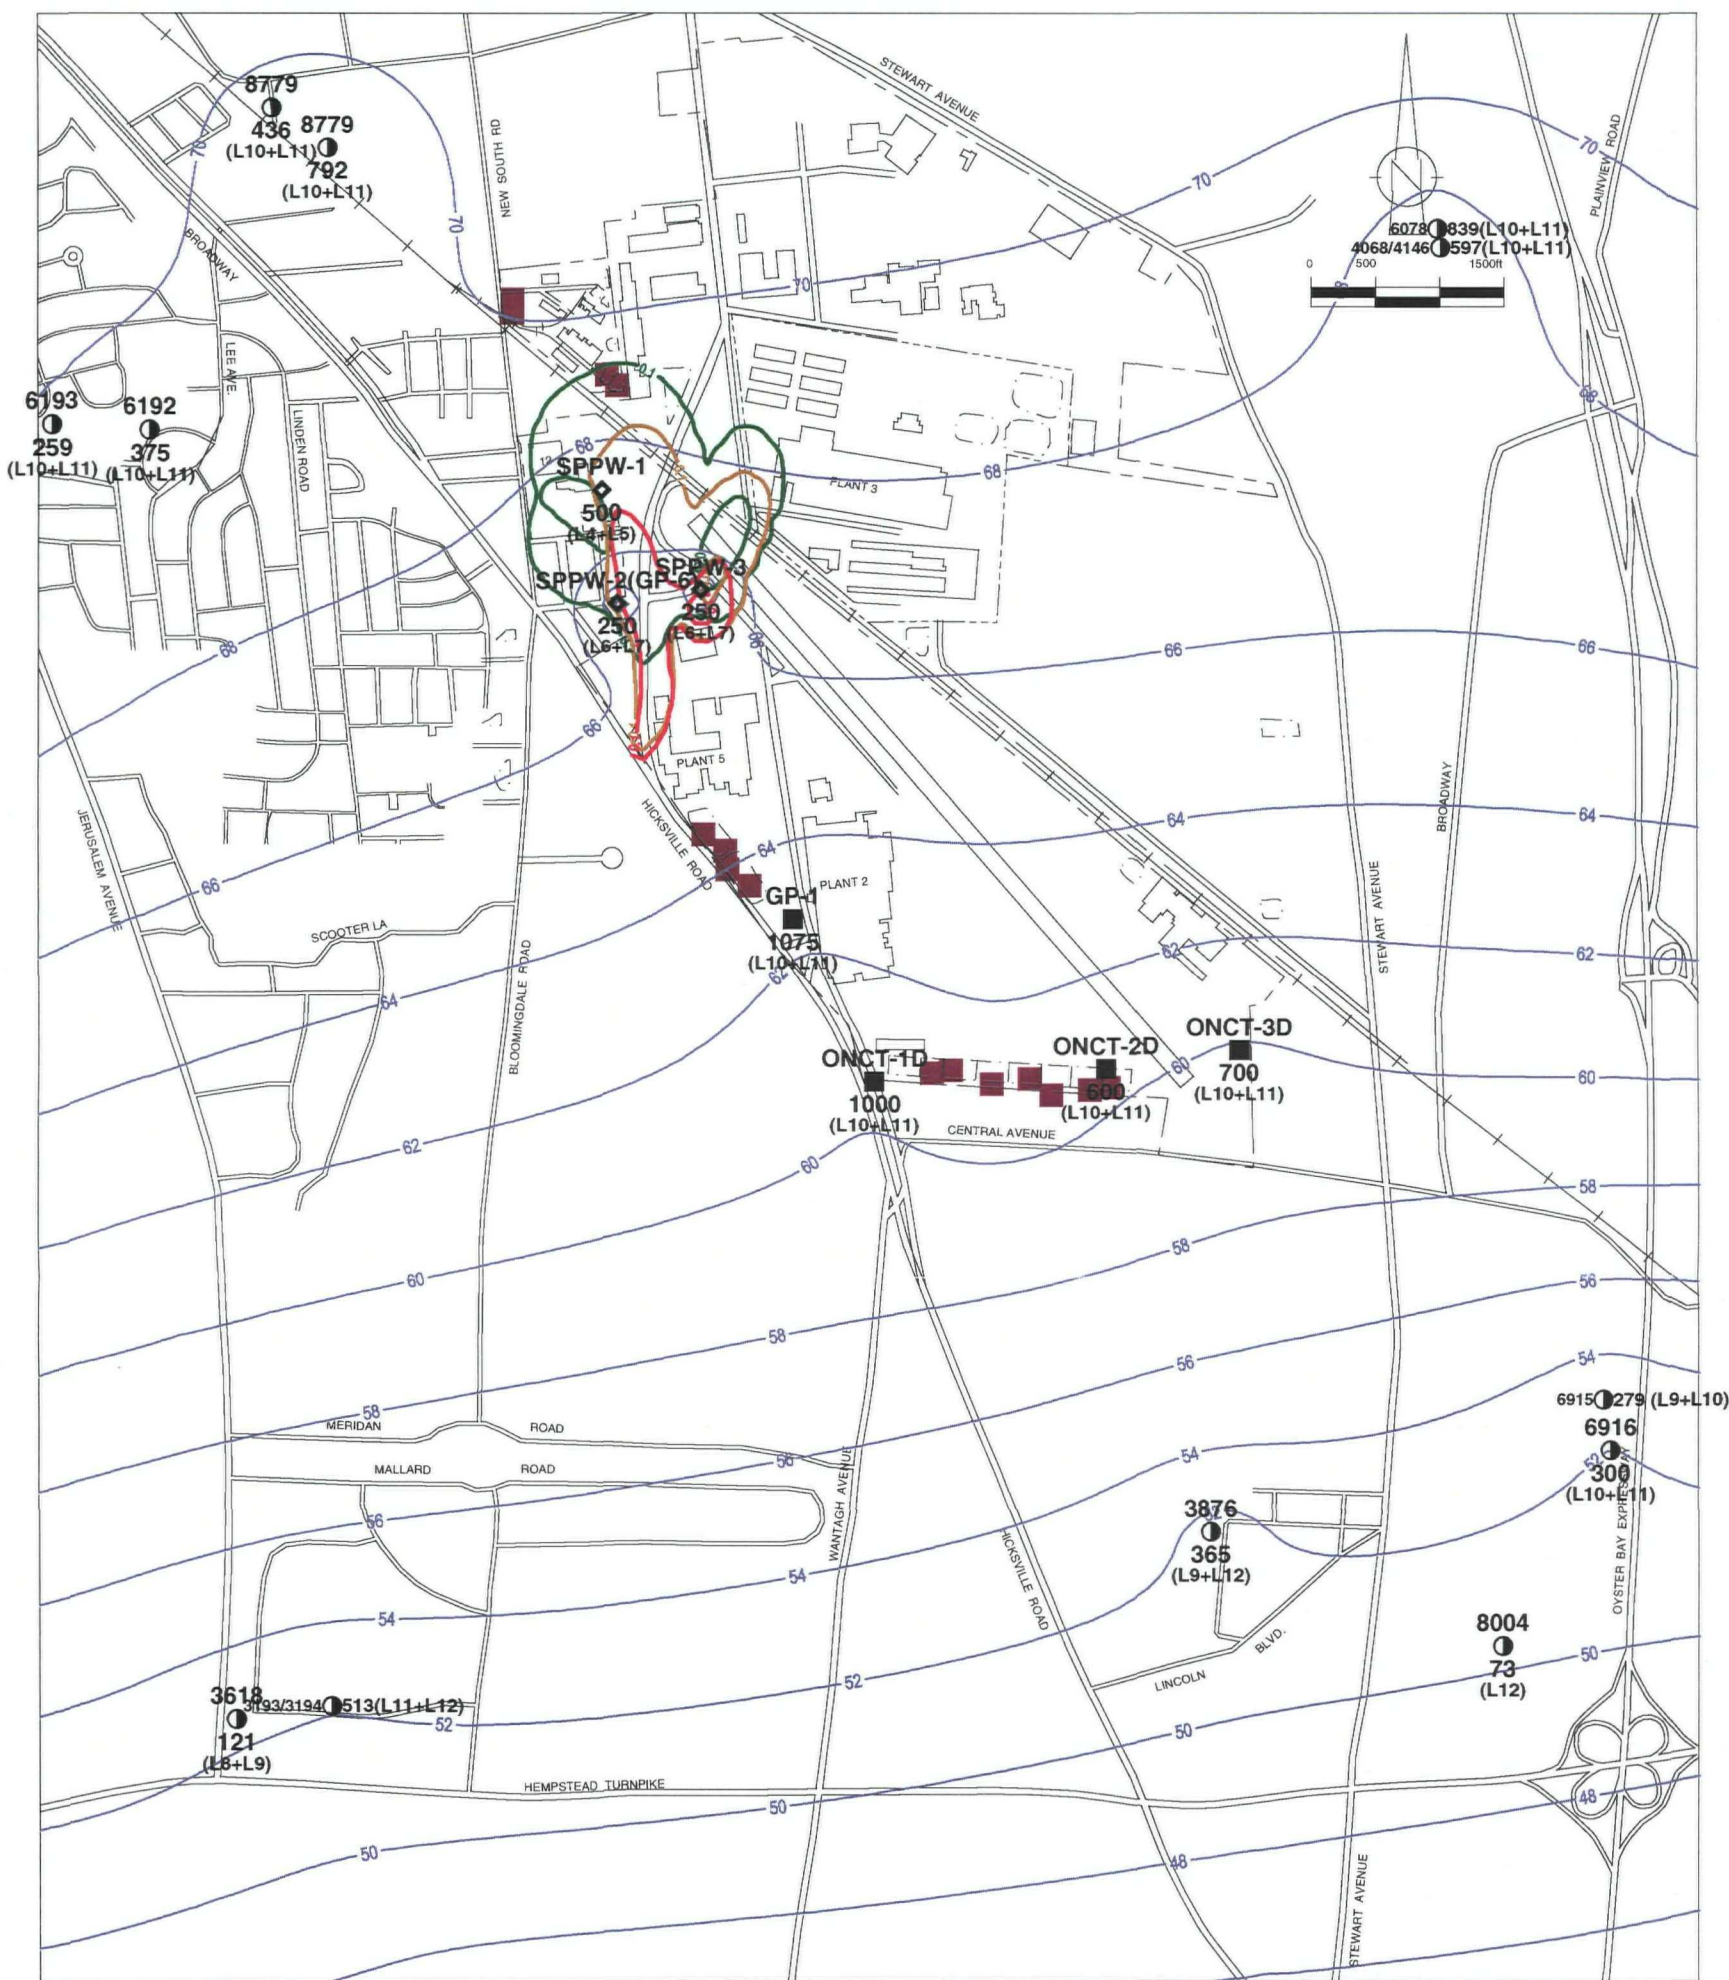 STEWART AVENUE
8779
436
(L10+L11)
8779
792
(L10+L11)
70
70
NEW SOUTH RD
70
70
70
PLAINVIEW ROAD
6078
839(L10+L11)
4068/4146
597(L10+L11)
0
500
1500ft
BROADWAY
LEE AVE.
LINDEN ROAD
6193
259
(L10+L11)
6192
375
(L10+L11)
68
68
68
68
SPPW-1
500
(L4+L5)
PLANT 3
SPPW-2(GP-6)
250
(L6+L7)
SPPW-3
250
(L6+L7)
66
66
66
66
PLANT 5
HICKSVILLE ROAD
JERUSALEM AVENUE
BROADWAY
64
64
64
66
PLANT 2
GP-1
1075
(L10+L11)
STEWART AVENUE
SCOOTER LA
BLOOMINGDALE ROAD
62
62
62
64
ONCT-1D
1000
(L10+L11)
ONCT-2D
600
(L10+L11)
ONCT-3D
700
(L10+L11)
60
60
CENTRAL AVENUE
62
60
58
58
60
56
58
56
54
6915
279 (L9+L10)
6916
300
(L10+L11)
52
58
MERIDAN
ROAD
MALLARD
ROAD
56
54
WANTAGH AVENUE
56
3876
365
(L9+L12)
HICKSVILLE ROAD
OYSTER BAY EXPRESSWAY
54
54
8004
73
(L12)
LINCOLN
BLVD.
50
52
3618
121
(L8+L9)
3193/3194
513(L11+L12)
52
50
HEMPSTEAD TURNPIKE
50
48
50
48
STEWART AVENUE